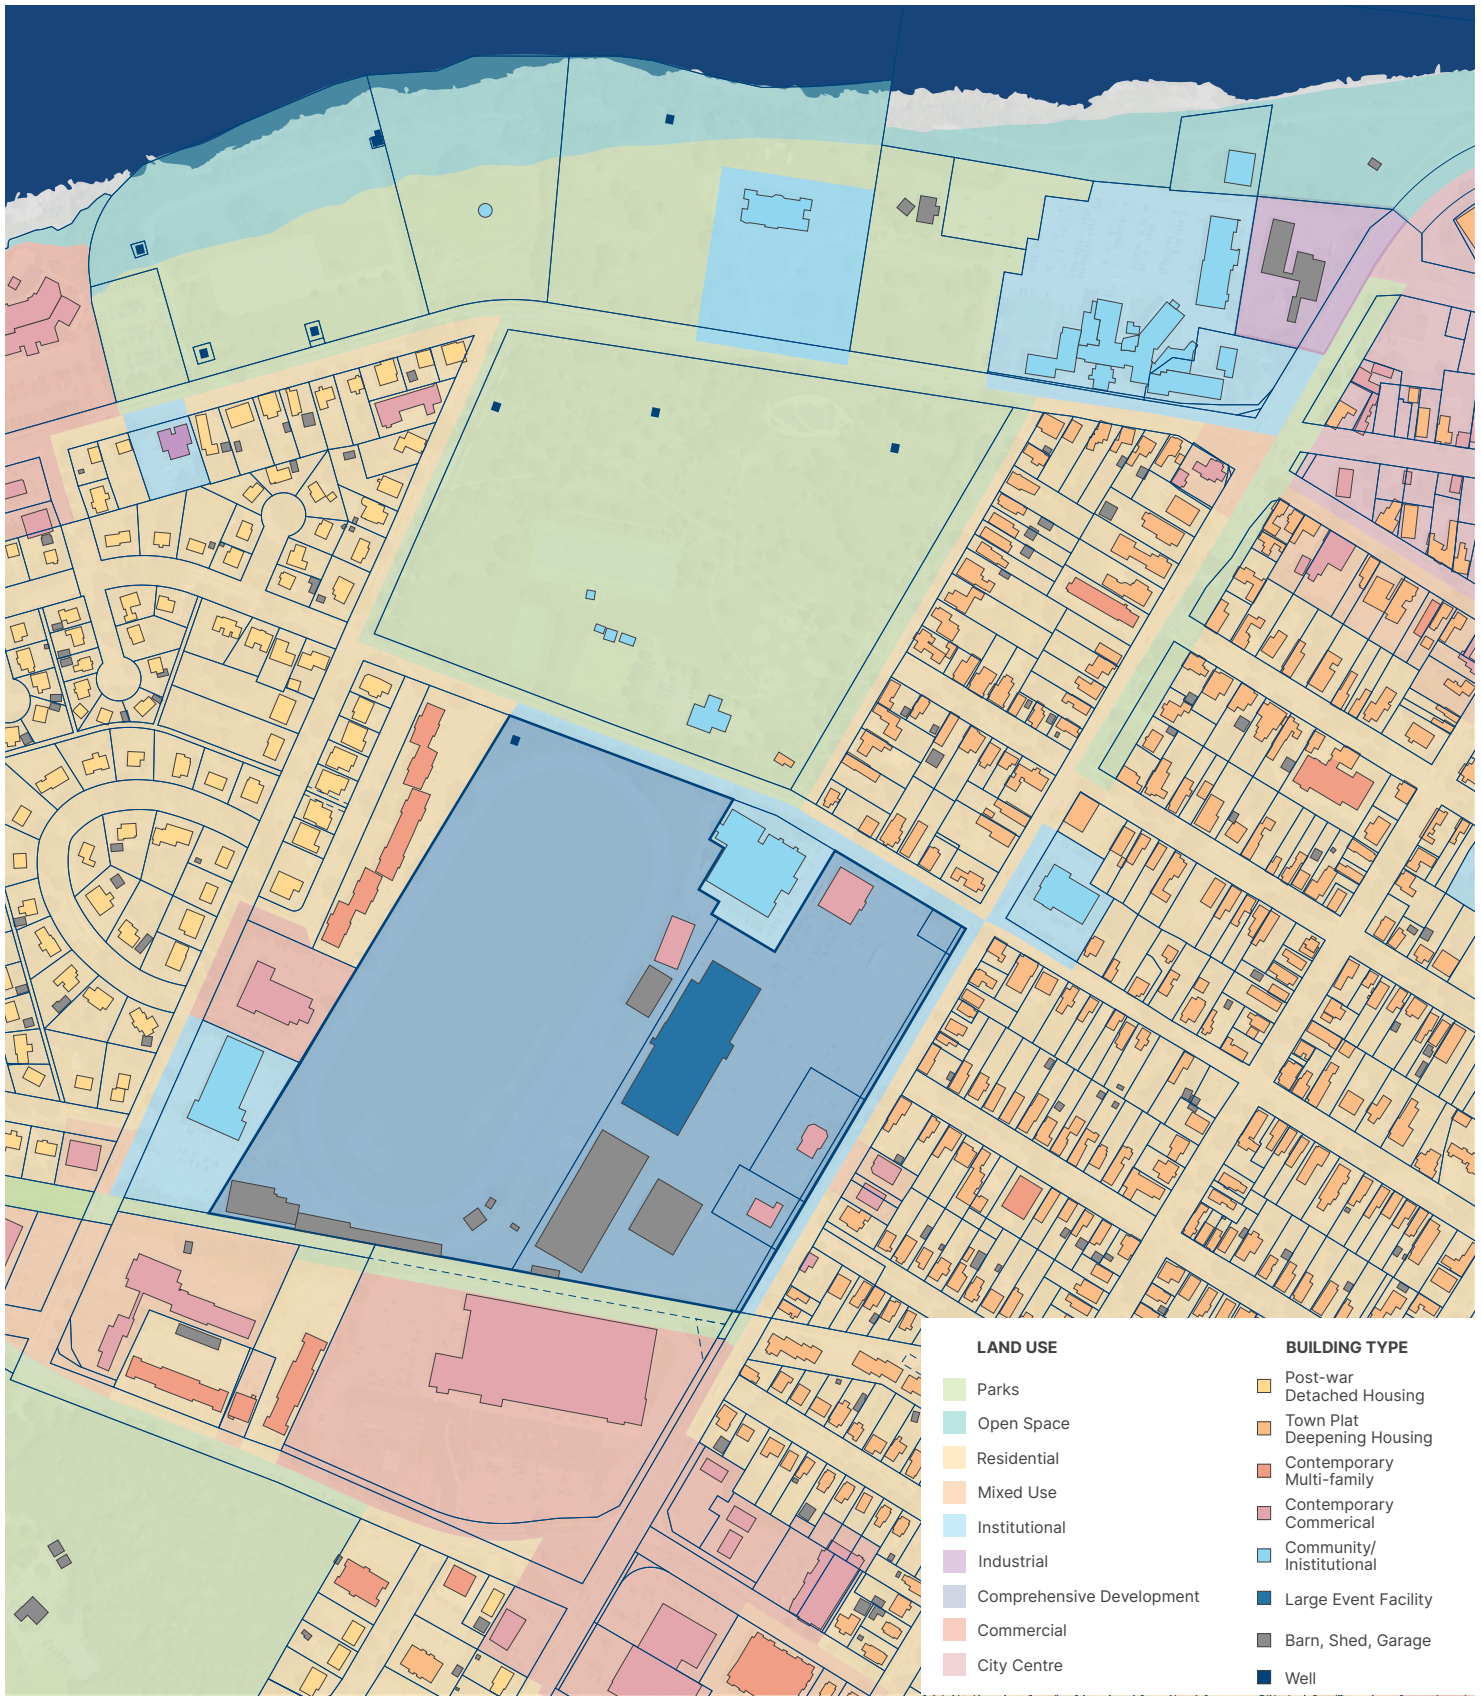 LAND USE
Parks
Open Space
Residential
Mixed Use
Institutional
Industrial
Comprehensive Development
Commercial
City Centre
BUILDING TYPE
Post-war
Detached Housing
Town Plat
Deepening Housing
Contemporary
Multi-family
Contemporary
Commerical
Community/
Inistitutional
Large Event Facility
Barn, Shed, Garage
Well